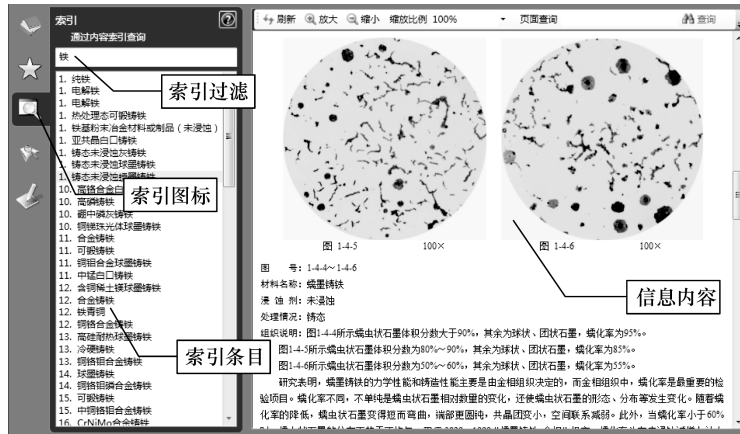 索引
通过内容索引查询
铁
索引过滤
1. 纯铁
1. 电解铁
1. 电解铁
1. 热处理态可锻铸铁
1. 铁基粉末冶金材料或制品（未浸蚀）
1. 亚共晶白口铸铁
1. 铸态未浸蚀灰铸铁
1. 铸态未浸蚀球墨铸铁
1. 铸态未浸蚀蠕墨铸铁
10. 高铬合金白
索引图标
10. 高磷铸铁
10. 硼中磷灰铸铁
10. 铜锑珠光体球墨铸铁
11. 合金铸铁
11. 可锻铸铁
11. 铜钼合金球墨铸铁
11. 中锰白口铸铁
12. 含铜稀土镁球墨铸铁
12. 合金铸铁
12. 铁青铜
12. 铜铬合金铸铁
13. 高硅耐热球墨铸铁
13. 冷硬铸铁
索引条目
13. 铜铬钼合金铸铁
14. 球墨铸铁
14. 铜铬钼磷合金铸铁
15. 可锻铸铁
15. 中铜铬钼合金铸铁
16. CrNiMo合金铸铁
刷新 放大 缩小 缩放比例 100% 页面查询 查询
图 1-4-5 100×
图 1-4-6 100×
信息内容
图 号：1-4-4～1-4-6
材料名称：蠕墨铸铁
浸 蚀 剂：未浸蚀
处理情况：铸态
组织说明：图1-4-4所示蠕虫状石墨体积分数大于90%，其余为球状、团状石墨，蠕化率为95%。
图1-4-5所示蠕虫状石墨体积分数为80%～90%，其余为球状、团状石墨，蠕化率为85%。
图1-4-6所示蠕虫状石墨体积分数为50%～60%，其余为球状、团状石墨，蠕化率为55%。
研究表明，蠕墨铸铁的力学性能和铸造性能主要是由金相组织决定的，而金相组织中，蠕化率是最重要的检
验项目。蠕化率不同，不单纯是蠕虫状石墨相对数量的变化，还使蠕虫状石墨的形态、分布等发生变化。随着蠕
化率的降低，蠕虫状石墨变得短而弯曲，端部更圆钝，共晶团变小，空间联系减弱。此外，当蠕化率小于60%